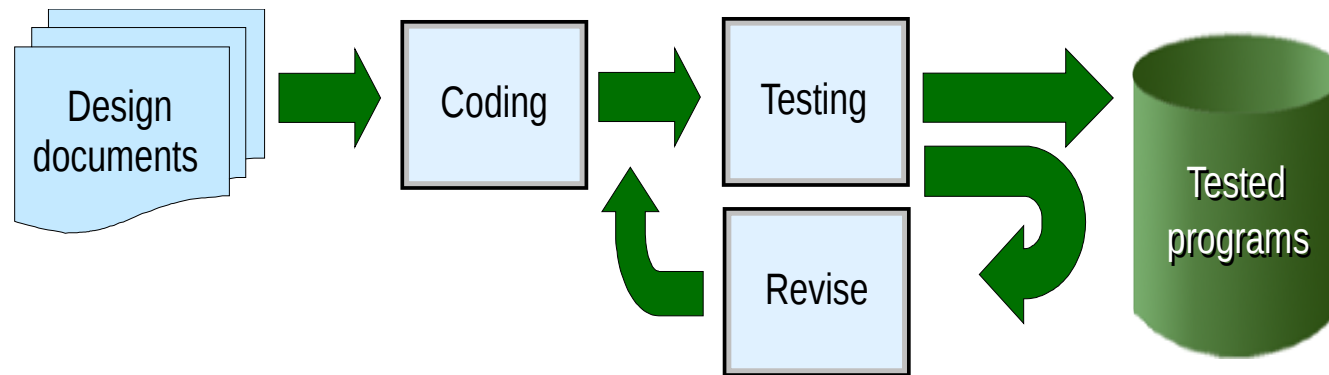 Design
documents
Coding
Testing
Revise
Tested
programs